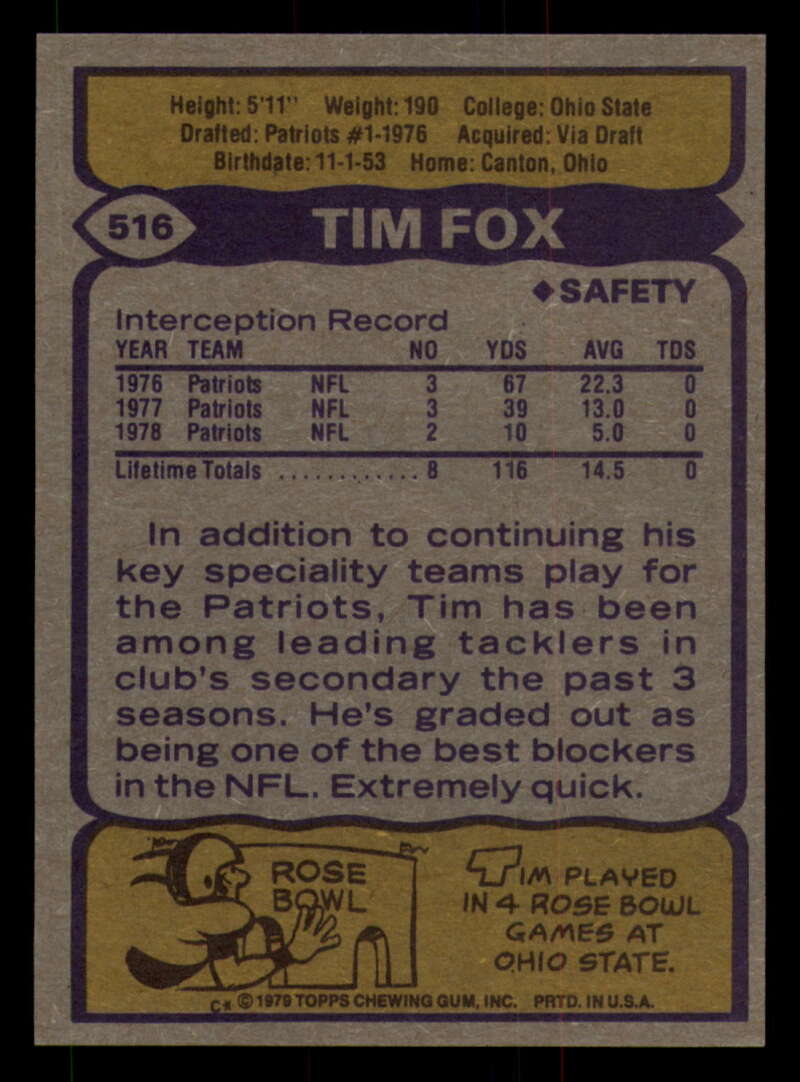 Height: 5'11" Weight: 190 College: Ohio State
Drafted: Patriots #1-1976 Acquired: Via Draft
Birthdate: 11-1-53 Home: Canton, Ohio
516 TIM FOX
◆SAFETY
Interception Record
YEAR TEAM NO YDS AVG TDS
1976 Patriots NFL 3 67 22.3 0
1977 Patriots NFL 3 39 13.0 0
1978 Patriots NFL 2 10 5.0 0
Lifetime Totals ............. 8 116 14.5 0
In addition to continuing his
key speciality teams play for
the Patriots, Tim has been
among leading tacklers in
club's secondary the past 3
seasons. He's graded out as
being one of the best blockers
in the NFL. Extremely quick.
ROSE
BOWL
TIM PLAYED
IN 4 ROSE BOWL
GAMES AT
OHIO STATE.
C* © 1979 TOPPS CHEWING GUM, INC. PRTD. IN U.S.A.